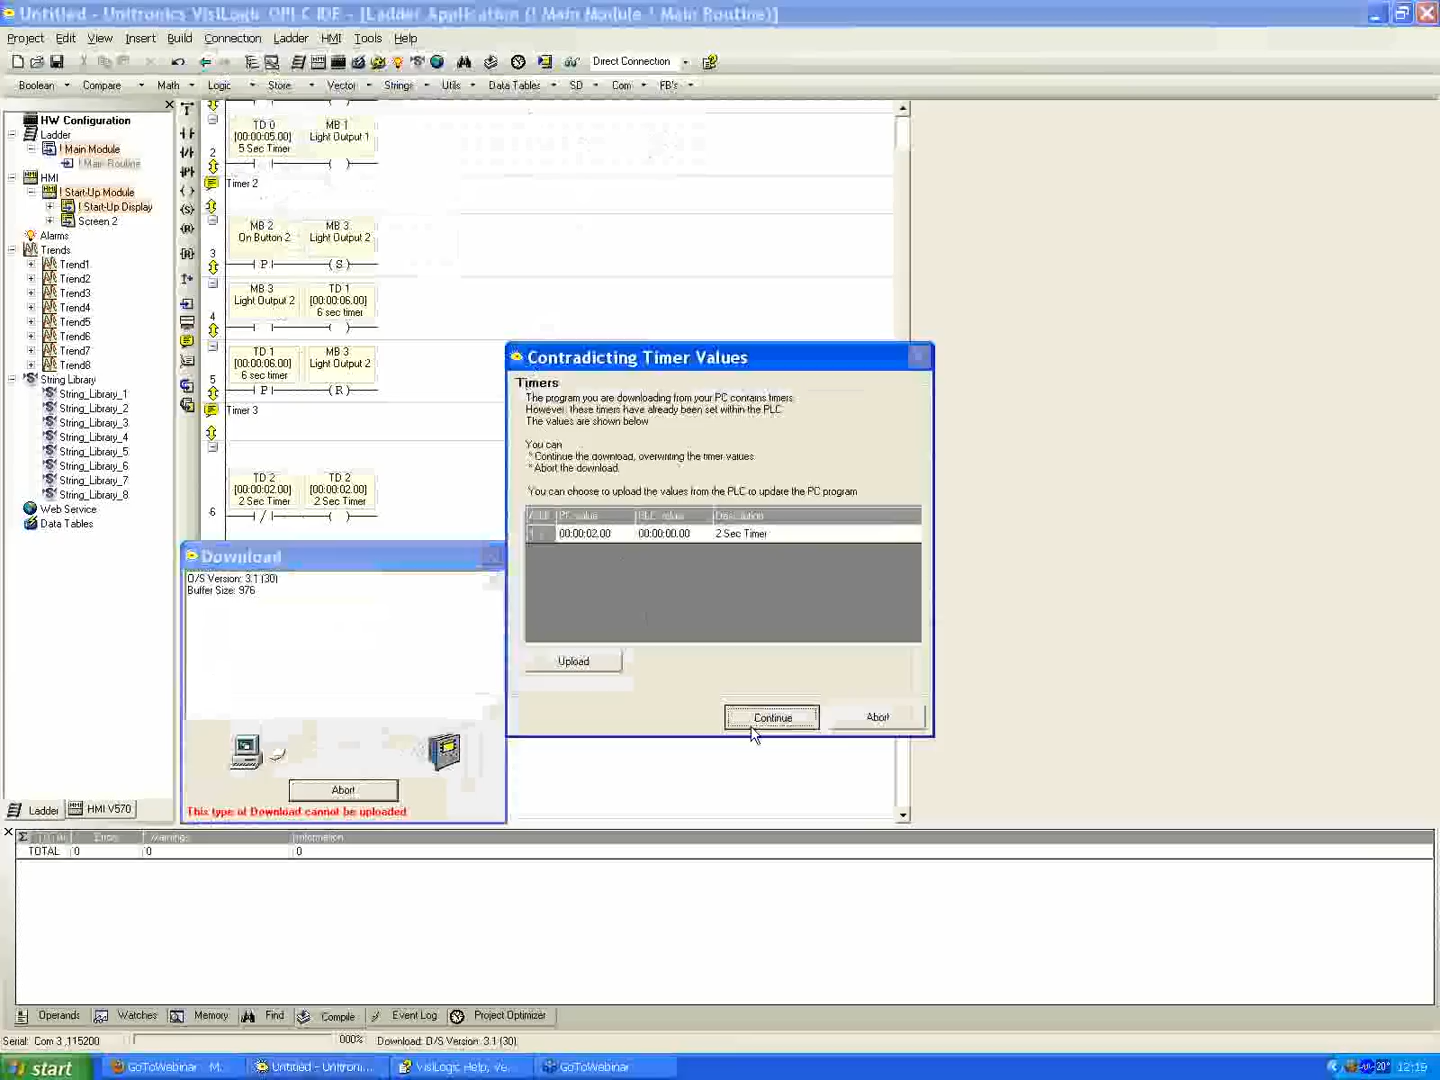 Untitled - Unitronics VisiLogic OPLC IDE - [Ladder Application (! Main Module * Main Routine)]
Project Edit View Insert Build Connection Ladder HMI Tools Help
Direct Connection
Boolean Compare Math Logic Store Vector Strings Utils Data Tables SD Com FB's
HW Configuration
Ladder
! Main Module
! Main Routine
HMI
! Start-Up Module
! Start-Up Display
Screen 2
Alarms
Trends
Trend1
Trend2
Trend3
Trend4
Trend5
Trend6
Trend7
Trend8
String Library
String_Library_1
String_Library_2
String_Library_3
String_Library_4
String_Library_5
String_Library_6
String_Library_7
String_Library_8
Web Service
Data Tables
Ladder HMI V570
TD 0 MB 1
[00:00:05.00] Light Output 1
5 Sec Timer
2
Timer 2
MB 2 MB 3
On Button 2 Light Output 2
3
P (S)
MB 3 TD 1
Light Output 2 [00:00:06.00]
6 sec timer
4
TD 1 MB 3
[00:00:06.00] Light Output 2
6 sec timer
5
P (R)
Timer 3
TD 2 TD 2
[00:00:02.00] [00:00:02.00]
2 Sec Timer 2 Sec Timer
6
Download
O/S Version: 3.1 (30)
Buffer Size: 976
Abort
This type of Download cannot be uploaded
Contradicting Timer Values
Timers
The program you are downloading from your PC contains timers.
However, these timers have already been set within the PLC.
The values are shown below
You can
* Continue the download, overwriting the timer values.
* Abort the download.
You can choose to upload the values from the PLC to update the PC program
PC value PLC value Description
00:00:02.00 00:00:00.00 2 Sec Timer
Upload
Continue Abort
TOTAL Errors Warnings Information
TOTAL 0 0 0
Operands Watches Memory Find Compile Event Log Project Optimizer
Serial: Com 3 ,115200 000% Download: O/S Version: 3.1 (30)
start GoToWebinar - M... Untitled - Unitroni... VisiLogic Help, Ve... GoToWebinar 20° 12:19